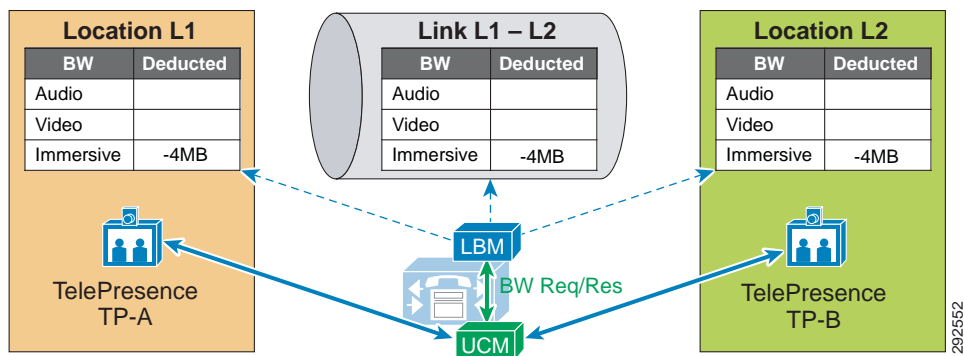 Location L1
BW Deducted
Audio
Video
Immersive -4MB
Link L1 – L2
BW Deducted
Audio
Video
Immersive -4MB
Location L2
BW Deducted
Audio
Video
Immersive -4MB
LBM
BW Req/Res
UCM
TelePresence
TP-A
TelePresence
TP-B
292552